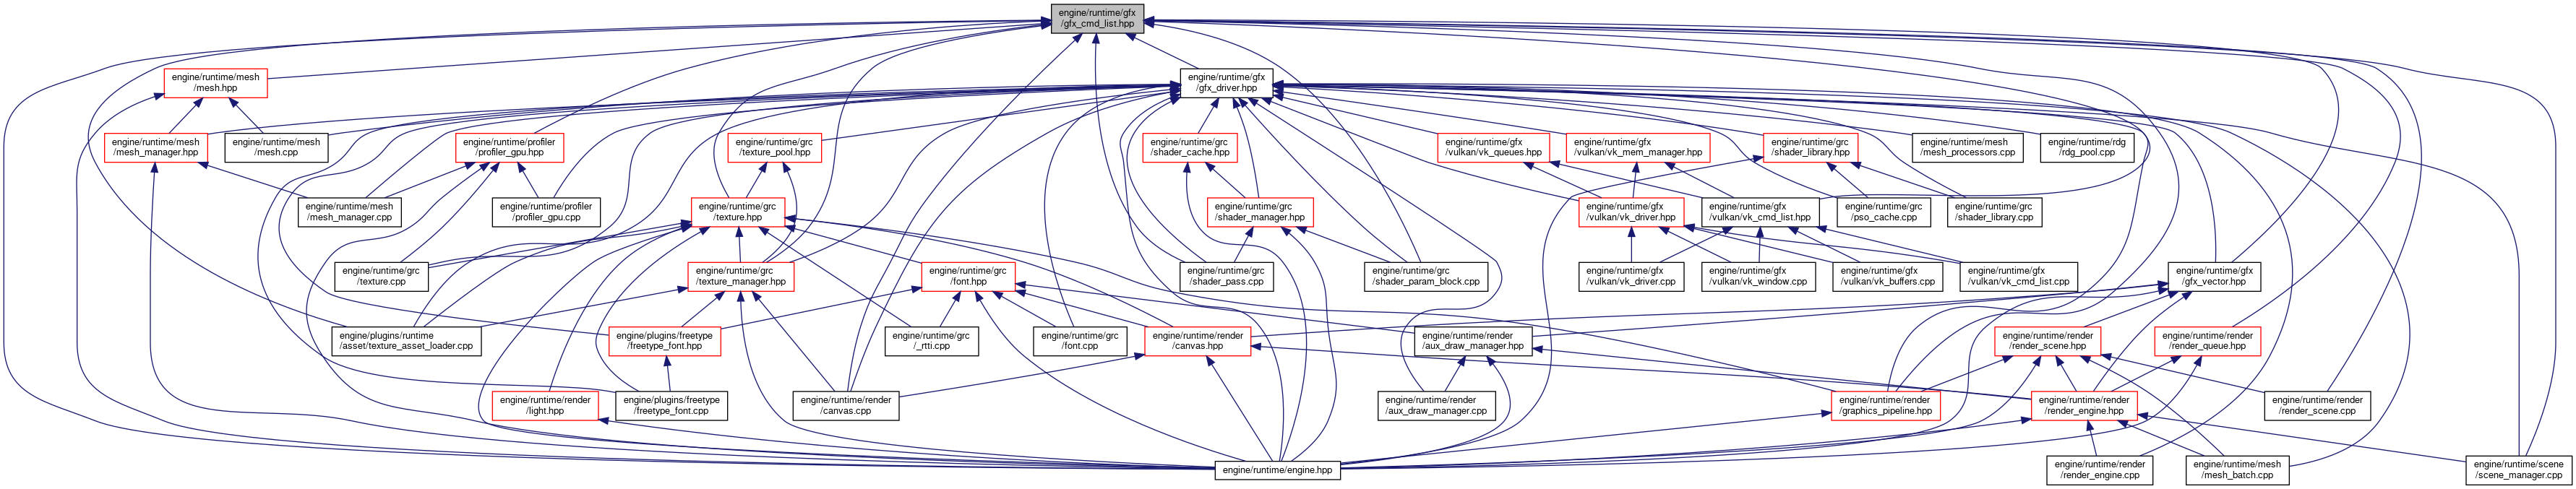 engine/runtime/gfx
/gfx_cmd_list.hpp
engine/runtime/mesh
/mesh.hpp
engine/runtime/gfx
/gfx_driver.hpp
engine/runtime/mesh
/mesh_manager.hpp
engine/runtime/mesh
/mesh.cpp
engine/runtime/profiler
/profiler_gpu.hpp
engine/runtime/grc
/texture_pool.hpp
engine/runtime/grc
/shader_cache.hpp
engine/runtime/gfx
/vulkan/vk_queues.hpp
engine/runtime/gfx
/vulkan/vk_mem_manager.hpp
engine/runtime/grc
/shader_library.hpp
engine/runtime/mesh
/mesh_processors.cpp
engine/runtime/rdg
/rdg_pool.cpp
engine/runtime/mesh
/mesh_manager.cpp
engine/runtime/profiler
/profiler_gpu.cpp
engine/runtime/grc
/texture.hpp
engine/runtime/grc
/shader_manager.hpp
engine/runtime/gfx
/vulkan/vk_driver.hpp
engine/runtime/gfx
/vulkan/vk_cmd_list.hpp
engine/runtime/grc
/pso_cache.cpp
engine/runtime/grc
/shader_library.cpp
engine/runtime/grc
/texture.cpp
engine/runtime/grc
/texture_manager.hpp
engine/runtime/grc
/font.hpp
engine/runtime/grc
/shader_pass.cpp
engine/runtime/grc
/shader_param_block.cpp
engine/runtime/gfx
/vulkan/vk_driver.cpp
engine/runtime/gfx
/vulkan/vk_window.cpp
engine/runtime/gfx
/vulkan/vk_buffers.cpp
engine/runtime/gfx
/vulkan/vk_cmd_list.cpp
engine/runtime/gfx
/gfx_vector.hpp
engine/plugins/runtime
/asset/texture_asset_loader.cpp
engine/plugins/freetype
/freetype_font.hpp
engine/runtime/grc
/_rtti.cpp
engine/runtime/grc
/font.cpp
engine/runtime/render
/canvas.hpp
engine/runtime/render
/aux_draw_manager.hpp
engine/runtime/render
/render_scene.hpp
engine/runtime/render
/render_queue.hpp
engine/runtime/render
/light.hpp
engine/plugins/freetype
/freetype_font.cpp
engine/runtime/render
/canvas.cpp
engine/runtime/render
/aux_draw_manager.cpp
engine/runtime/render
/graphics_pipeline.hpp
engine/runtime/render
/render_engine.hpp
engine/runtime/render
/render_scene.cpp
engine/runtime/engine.hpp
engine/runtime/render
/render_engine.cpp
engine/runtime/mesh
/mesh_batch.cpp
engine/runtime/scene
/scene_manager.cpp